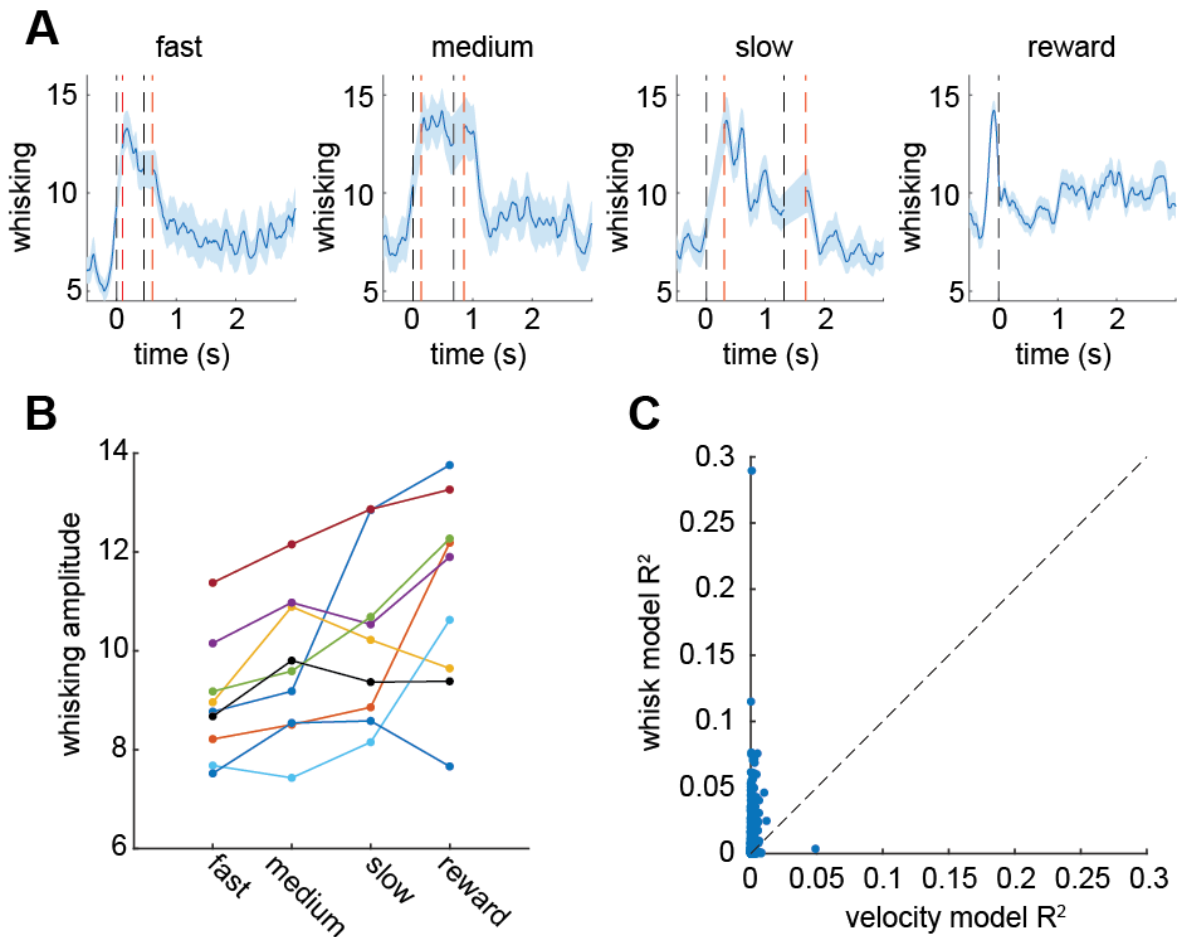 A
fast
medium
slow
reward
15
10
5
whisking
0 1 2
time (s)
15
10
5
whisking
0 1 2
time (s)
15
10
5
whisking
0 1 2
time (s)
15
10
5
whisking
0 1 2
time (s)
B
14
12
10
8
6
whisking amplitude
fast
medium
slow
reward
C
0.3
0.25
0.2
0.15
0.1
0.05
0
whisk model R²
0 0.05 0.1 0.15 0.2 0.25 0.3
velocity model R²